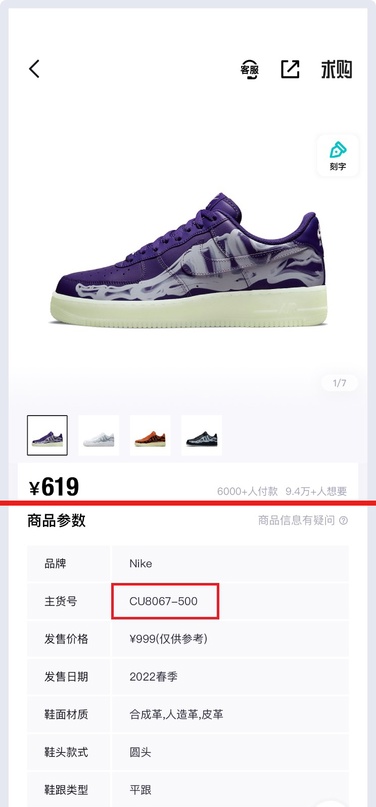 客服
求购
刻字
1/7
¥619
6000+人付款 9.4万+人想要
商品参数 商品信息有疑问 ?
品牌 Nike
主货号 CU8067-500
发售价格 ¥999(仅供参考)
发售日期 2022春季
鞋面材质 合成革,人造革,皮革
鞋头款式 圆头
鞋跟类型 平跟